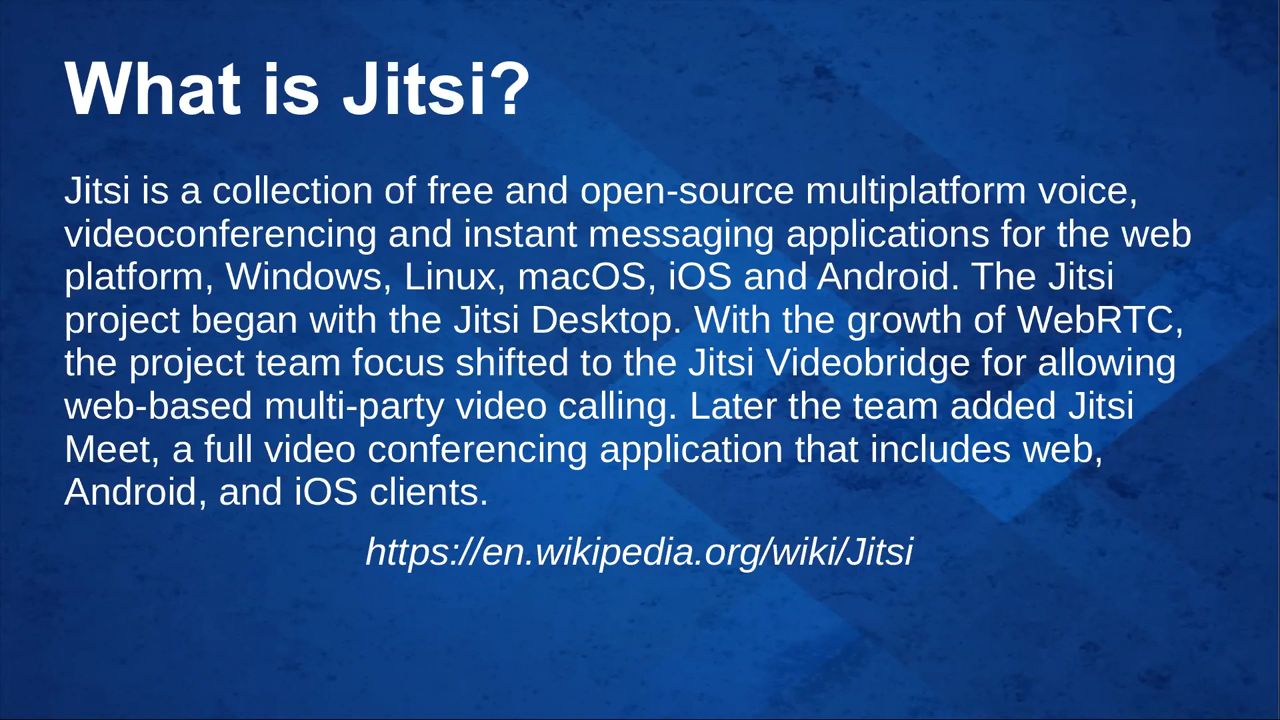 What is Jitsi?
Jitsi is a collection of free and open-source multiplatform voice,
videoconferencing and instant messaging applications for the web
platform, Windows, Linux, macOS, iOS and Android. The Jitsi
project began with the Jitsi Desktop. With the growth of WebRTC,
the project team focus shifted to the Jitsi Videobridge for allowing
web-based multi-party video calling. Later the team added Jitsi
Meet, a full video conferencing application that includes web,
Android, and iOS clients.
https://en.wikipedia.org/wiki/Jitsi